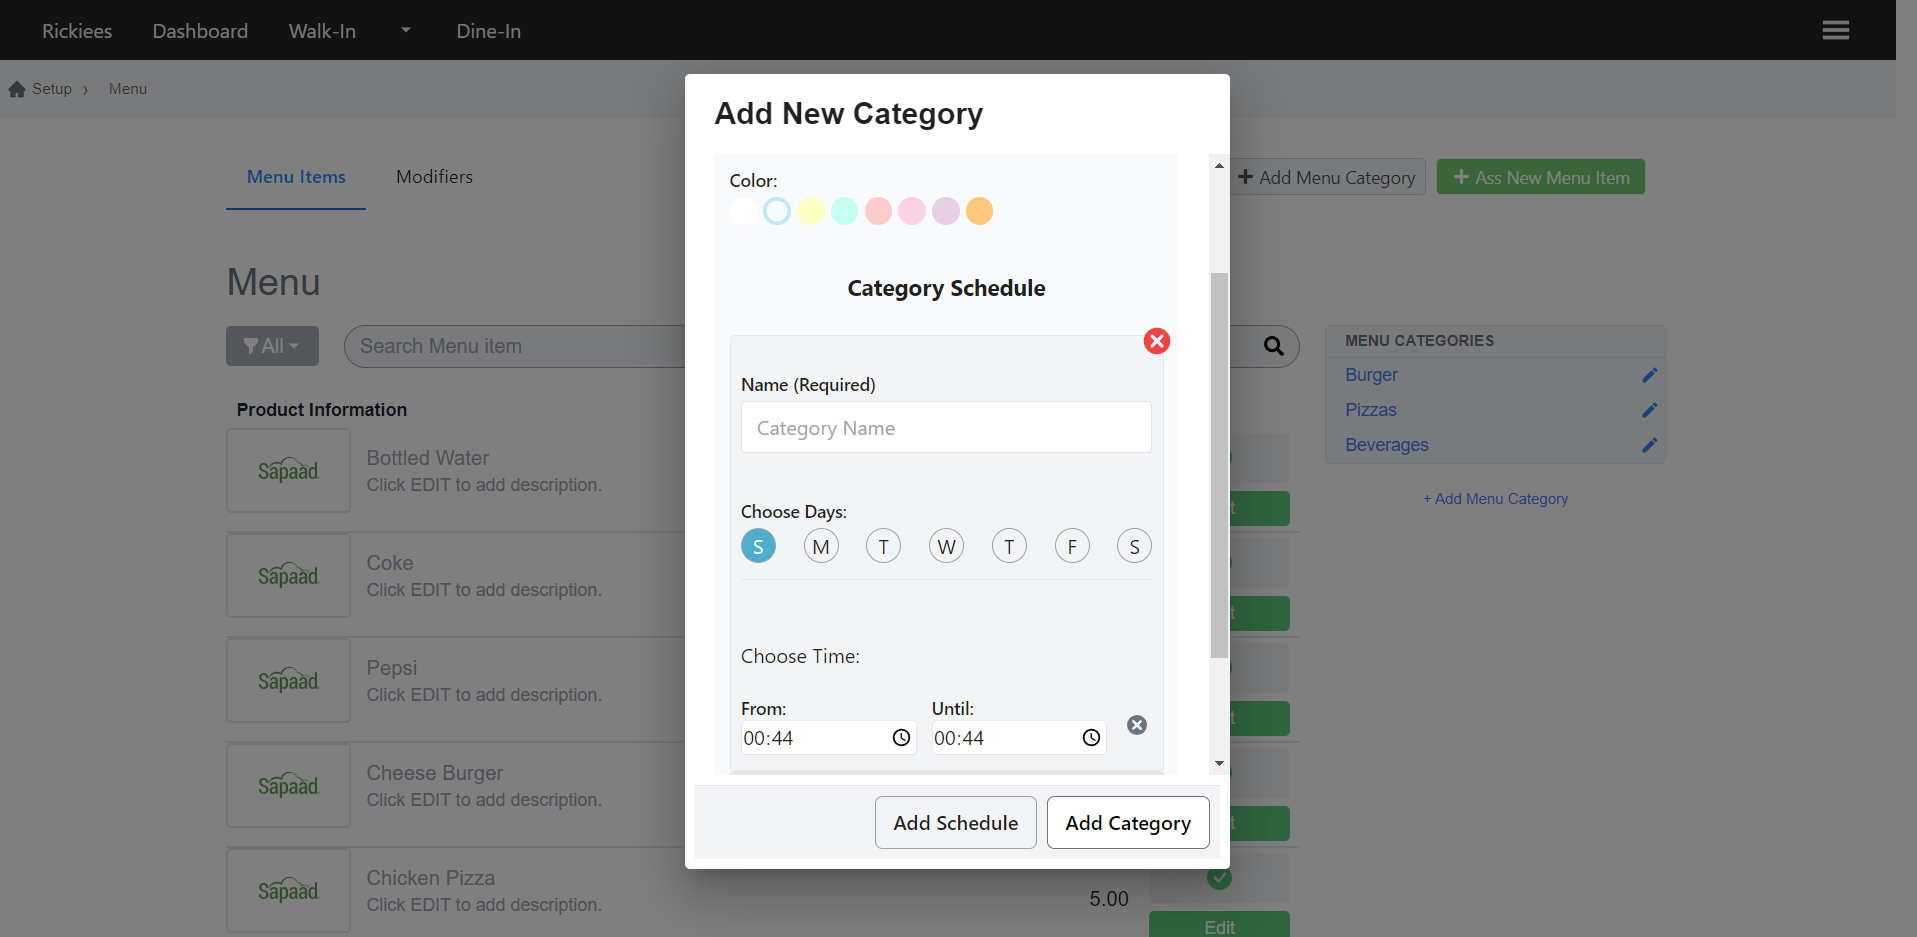 Rickiees Dashboard Walk-In Dine-In
Setup › Menu
Menu Items Modifiers
Add Menu Category
Ass New Menu Item
Menu
All
Search Menu item
Product Information
Sapaad
Bottled Water
Click EDIT to add description.
Sapaad
Coke
Click EDIT to add description.
Sapaad
Pepsi
Click EDIT to add description.
Sapaad
Cheese Burger
Click EDIT to add description.
Sapaad
Chicken Pizza
Click EDIT to add description.
5.00
Edit
MENU CATEGORIES
Burger
Pizzas
Beverages
+ Add Menu Category
Add New Category
Color:
Category Schedule
Name (Required)
Category Name
Choose Days:
S M T W T F S
Choose Time:
From: Until:
00:44 00:44
Add Schedule Add Category